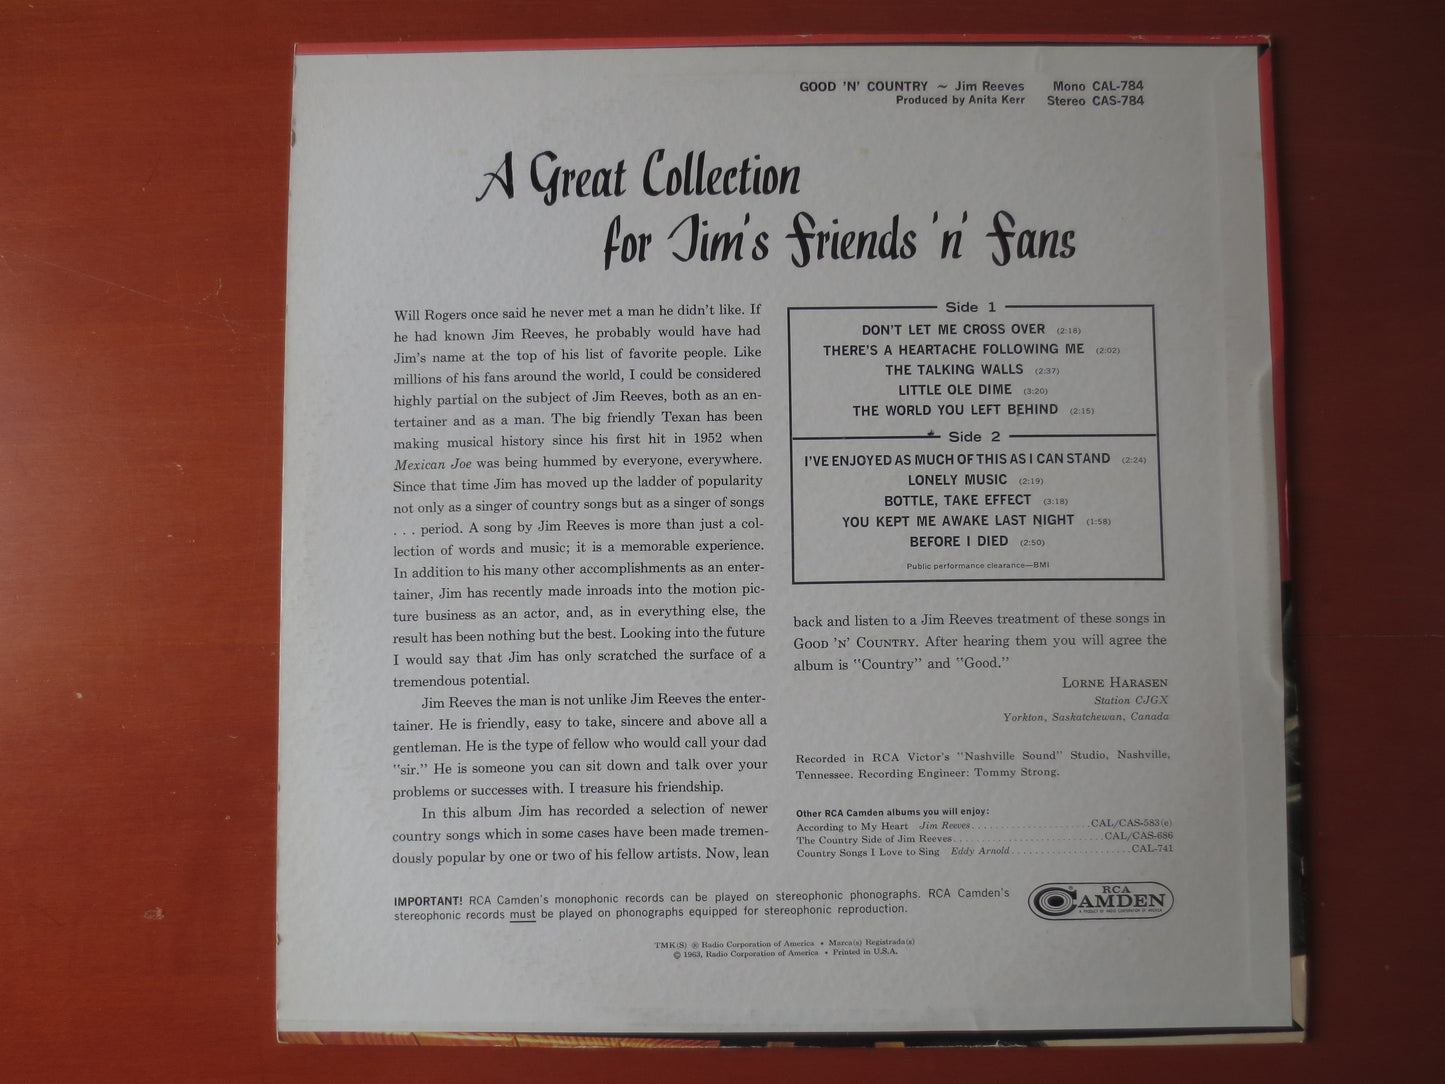 GOOD 'N' COUNTRY ~ Jim Reeves Mono CAL-784
Produced by Anita Kerr Stereo CAS-784
A Great Collection
for Jim's Friends 'n' Fans
Will Rogers once said he never met a man he didn't like. If
he had known Jim Reeves, he probably would have had
Jim's name at the top of his list of favorite people. Like
millions of his fans around the world, I could be considered
highly partial on the subject of Jim Reeves, both as an en-
tertainer and as a man. The big friendly Texan has been
making musical history since his first hit in 1952 when
Mexican Joe was being hummed by everyone, everywhere.
Since that time Jim has moved up the ladder of popularity
not only as a singer of country songs but as a singer of songs
. . . period. A song by Jim Reeves is more than just a col-
lection of words and music; it is a memorable experience.
In addition to his many other accomplishments as an enter-
tainer, Jim has recently made inroads into the motion pic-
ture business as an actor, and, as in everything else, the
result has been nothing but the best. Looking into the future
I would say that Jim has only scratched the surface of a
tremendous potential.
Jim Reeves the man is not unlike Jim Reeves the enter-
tainer. He is friendly, easy to take, sincere and above all a
gentleman. He is the type of fellow who would call your dad
"sir." He is someone you can sit down and talk over your
problems or successes with. I treasure his friendship.
In this album Jim has recorded a selection of newer
country songs which in some cases have been made tremen-
dously popular by one or two of his fellow artists. Now, lean
Side 1
DON'T LET ME CROSS OVER (2:18)
THERE'S A HEARTACHE FOLLOWING ME (2:02)
THE TALKING WALLS (2:37)
LITTLE OLE DIME (3:20)
THE WORLD YOU LEFT BEHIND (2:15)
Side 2
I'VE ENJOYED AS MUCH OF THIS AS I CAN STAND (2:24)
LONELY MUSIC (2:19)
BOTTLE, TAKE EFFECT (3:18)
YOU KEPT ME AWAKE LAST NIGHT (1:58)
BEFORE I DIED (2:50)
Public performance clearance—BMI
back and listen to a Jim Reeves treatment of these songs in
GOOD 'N' COUNTRY. After hearing them you will agree the
album is "Country" and "Good."
LORNE HARASEN
Station CJGX
Yorkton, Saskatchewan, Canada
Recorded in RCA Victor's "Nashville Sound" Studio, Nashville,
Tennessee. Recording Engineer: Tommy Strong.
Other RCA Camden albums you will enjoy:
According to My Heart Jim Reeves.....................CAL/CAS-583(e)
The Country Side of Jim Reeves...........................CAL/CAS-686
Country Songs I Love to Sing Eddy Arnold.....................CAL-741
IMPORTANT! RCA Camden's monophonic records can be played on stereophonic phonographs. RCA Camden's
stereophonic records must be played on phonographs equipped for stereophonic reproduction.
RCA
CAMDEN
A PRODUCT OF RADIO CORPORATION OF AMERICA
TMK(S) ® Radio Corporation of America • Marca(s) Registrada(s)
© 1963, Radio Corporation of America • Printed in U.S.A.